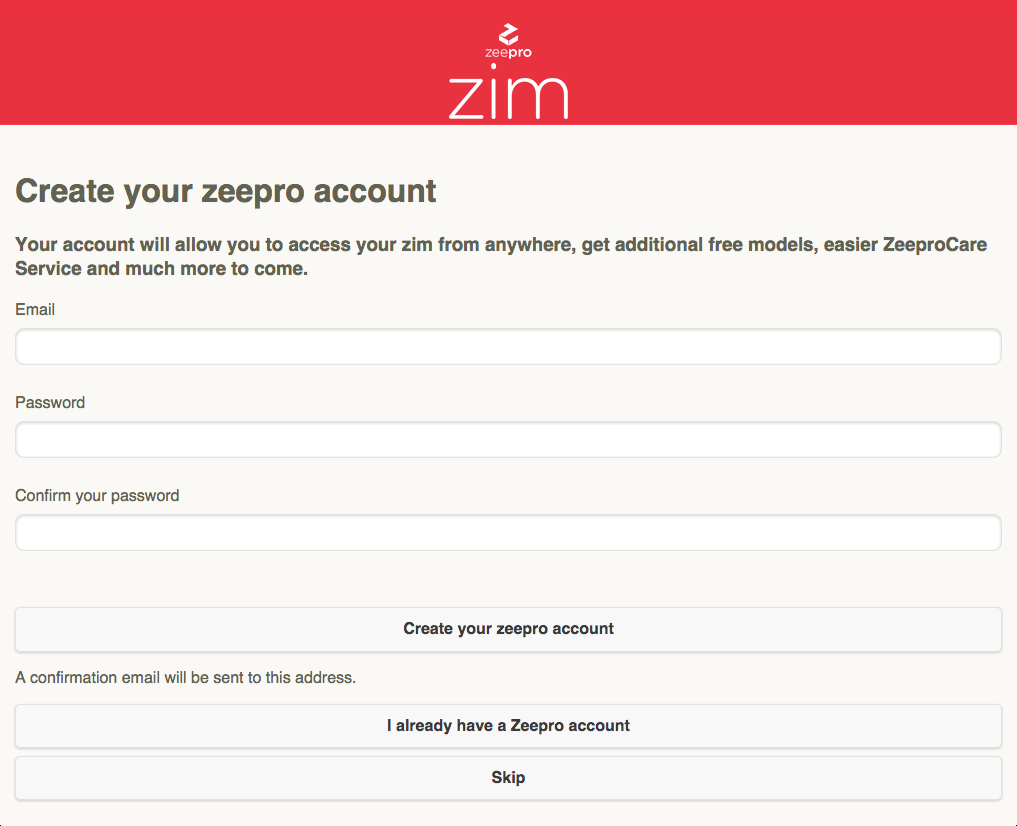 zeepro
zim
Create your zeepro account
Your account will allow you to access your zim from anywhere, get additional free models, easier ZeeproCare
Service and much more to come.
Email
Password
Confirm your password
Create your zeepro account
A confirmation email will be sent to this address.
I already have a Zeepro account
Skip